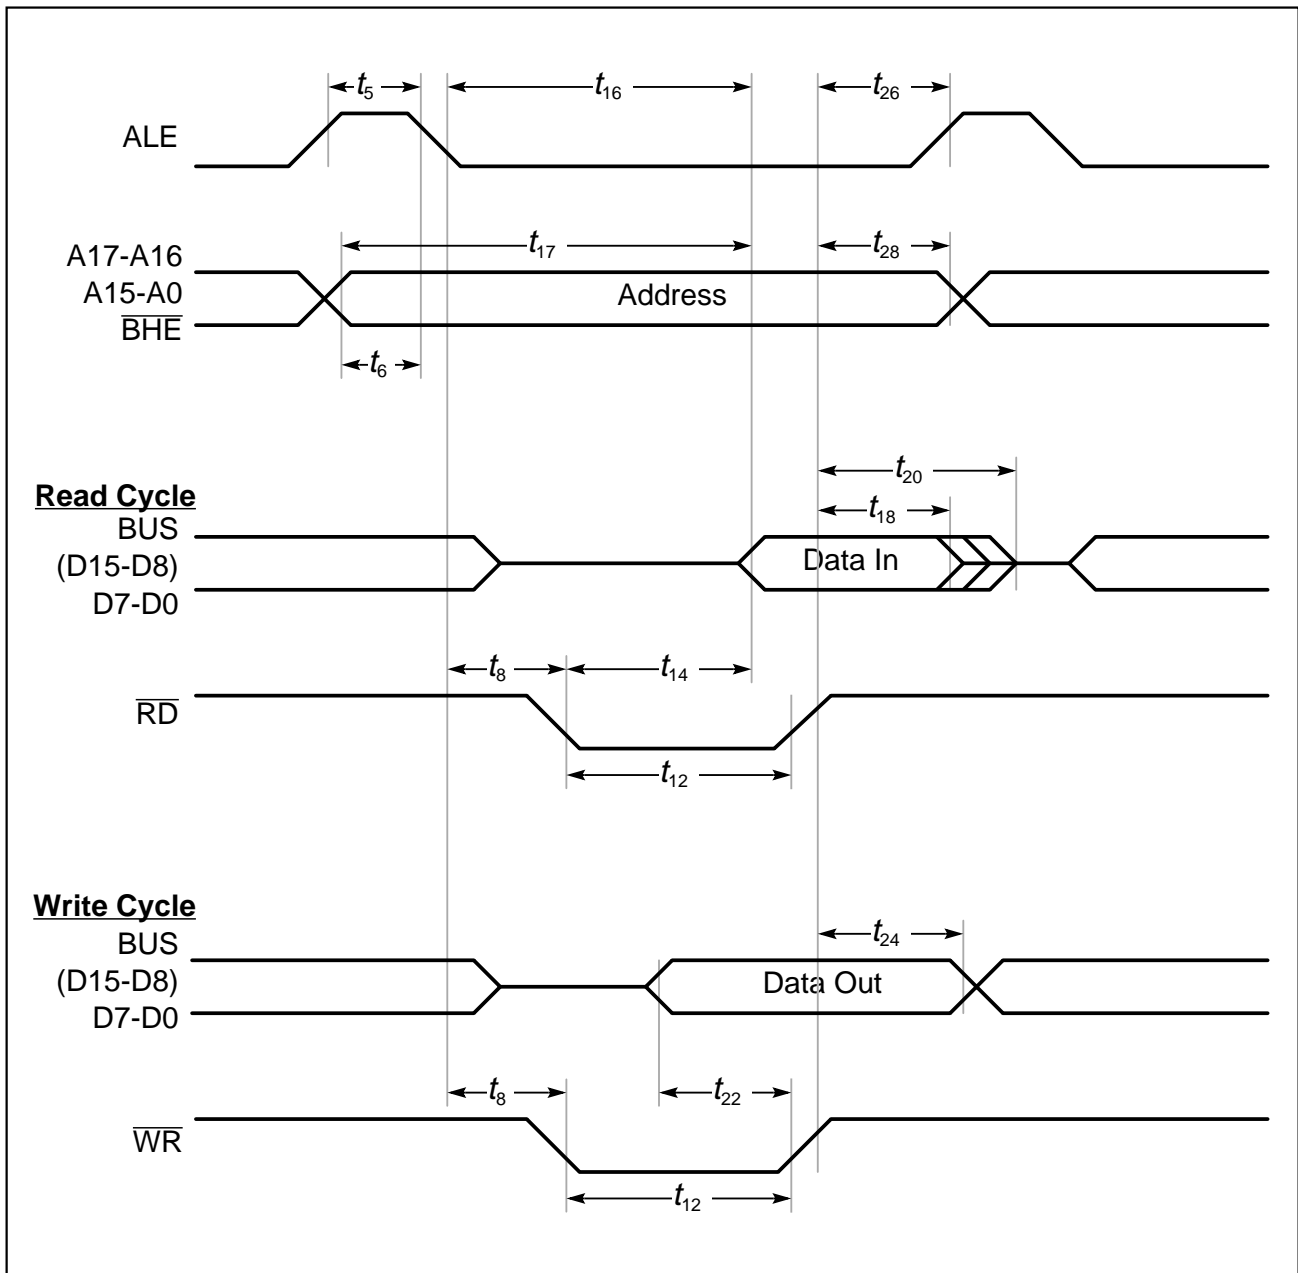 t5 t16 t26
ALE
t17 t28
A17-A16
A15-A0 Address
BHE
t6
t20
Read Cycle
t18
BUS
(D15-D8) Data In
D7-D0
t8 t14
RD
t12
Write Cycle
t24
BUS
(D15-D8) Data Out
D7-D0
t8 t22
WR
t12